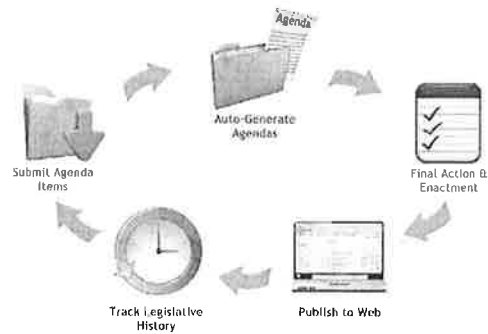 Agenda
Auto-Generate
Agendas
Submit Agenda
Items
Final Action &
Enactment
Track Legislative
History
Publish to Web